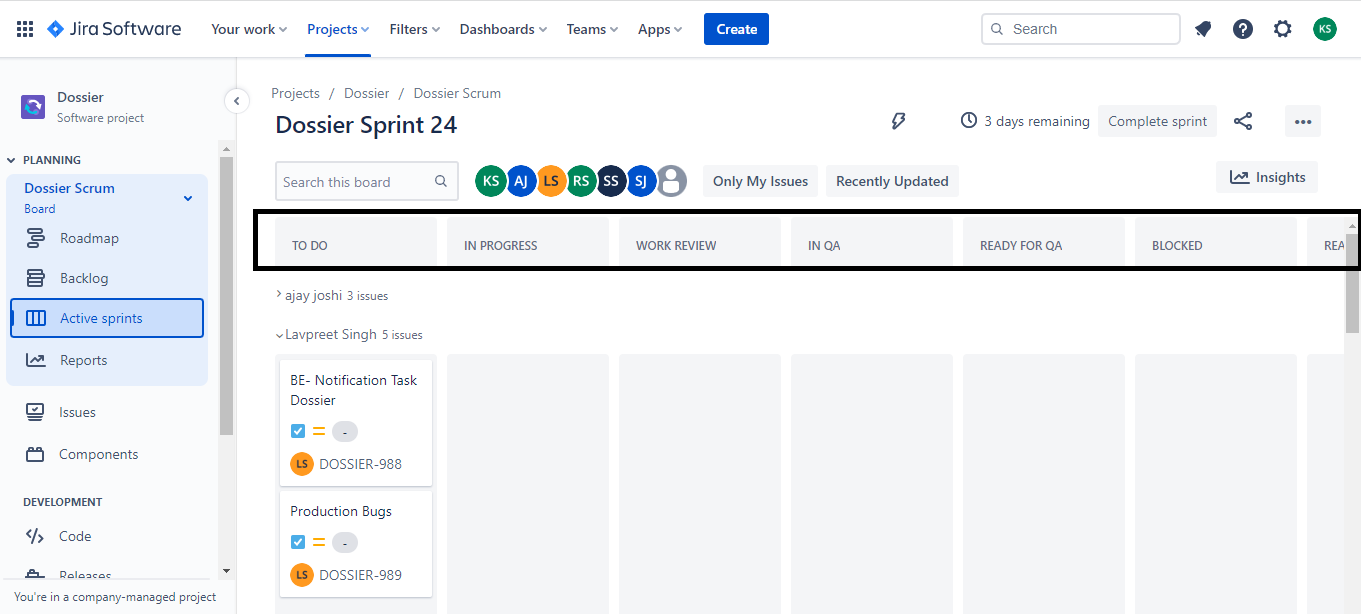 Jira Software Your work Projects Filters Dashboards Teams Apps Create Search KS
Dossier
Software project
PLANNING
Dossier Scrum
Board
Roadmap
Backlog
Active sprints
Reports
Issues
Components
DEVELOPMENT
Code
Releases
You're in a company-managed project
Projects / Dossier / Dossier Scrum
Dossier Sprint 24
3 days remaining Complete sprint
Search this board KS AJ LS RS SS SJ Only My Issues Recently Updated Insights
TO DO IN PROGRESS WORK REVIEW IN QA READY FOR QA BLOCKED REA
ajay joshi 3 issues
Lavpreet Singh 5 issues
BE- Notification Task
Dossier
-
LS DOSSIER-988
Production Bugs
-
LS DOSSIER-989